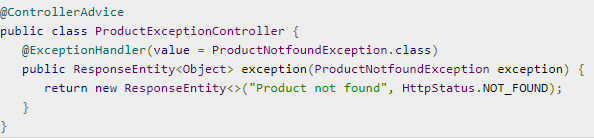 @ControllerAdvice
public class ProductExceptionController {
   @ExceptionHandler(value = ProductNotfoundException.class)
   public ResponseEntity<Object> exception(ProductNotfoundException exception) {
      return new ResponseEntity<>("Product not found", HttpStatus.NOT_FOUND);
   }
}